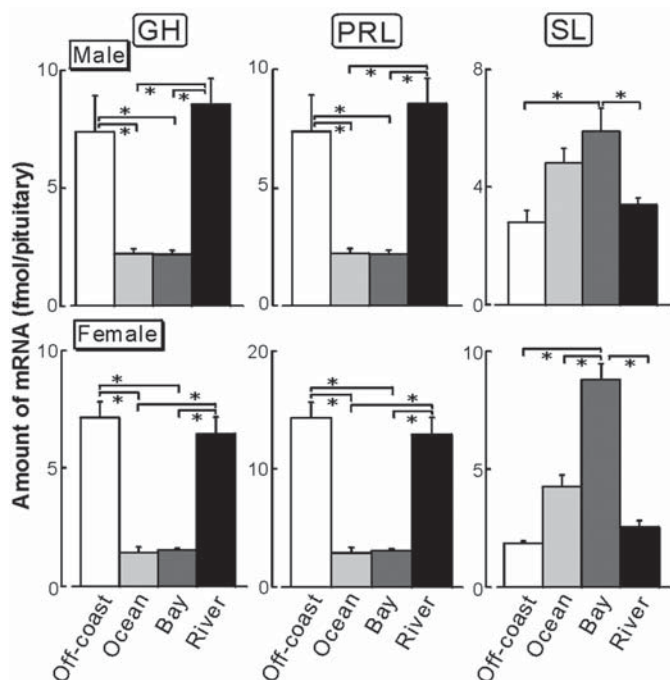 GH PRL SL
Male
10 10 8
* * * *
* * * *
* * * *
5 5 4
0 0 0
Female
10 20 10
* * * * *
* * * *
* *
5 10 5
0 0 0
Off-coast Ocean Bay River Off-coast Ocean Bay River Off-coast Ocean Bay River
Amount of mRNA (fmol/pituitary)